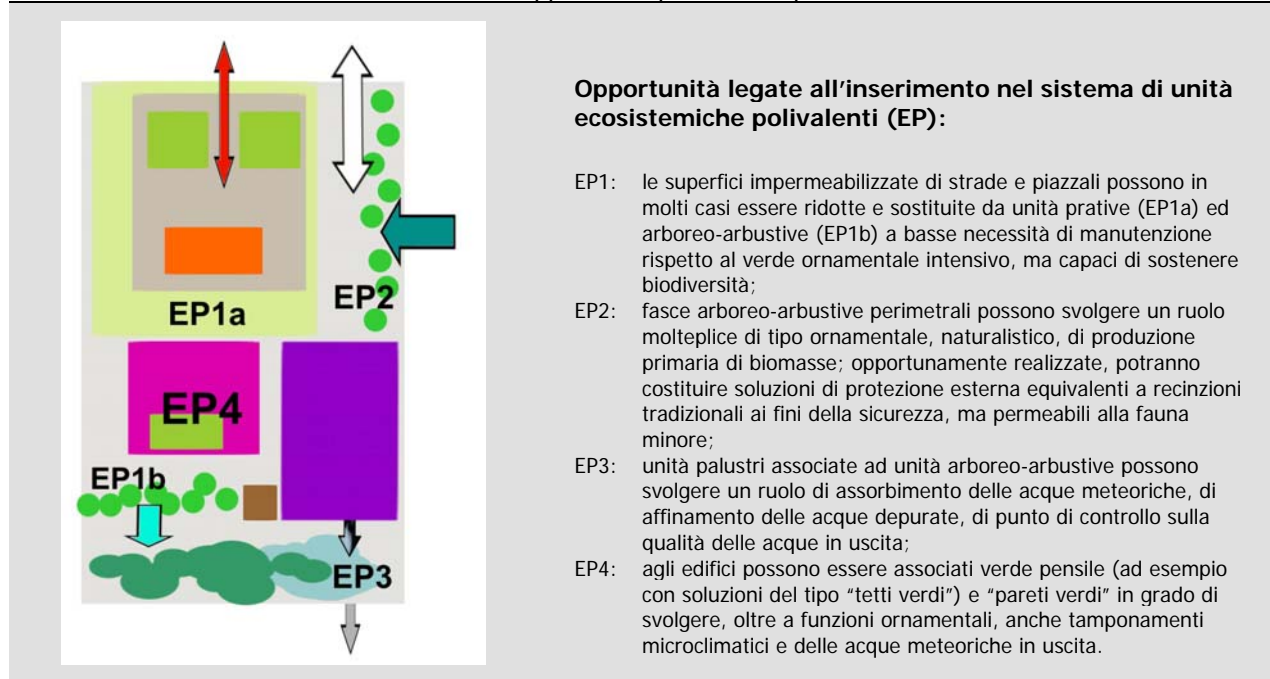 EP1a
EP2
EP4
EP1b
EP3
Opportunità legate all'inserimento nel sistema di unità
ecosistemiche polivalenti (EP):
EP1: le superfici impermeabilizzate di strade e piazzali possono in
molti casi essere ridotte e sostituite da unità prative (EP1a) ed
arboreo-arbustive (EP1b) a basse necessità di manutenzione
rispetto al verde ornamentale intensivo, ma capaci di sostenere
biodiversità;
EP2: fasce arboreo-arbustive perimetrali possono svolgere un ruolo
molteplice di tipo ornamentale, naturalistico, di produzione
primaria di biomasse; opportunamente realizzate, potranno
costituire soluzioni di protezione esterna equivalenti a recinzioni
tradizionali ai fini della sicurezza, ma permeabili alla fauna
minore;
EP3: unità palustri associate ad unità arboreo-arbustive possono
svolgere un ruolo di assorbimento delle acque meteoriche, di
affinamento delle acque depurate, di punto di controllo sulla
qualità delle acque in uscita;
EP4: agli edifici possono essere associati verde pensile (ad esempio
con soluzioni del tipo "tetti verdi") e "pareti verdi" in grado di
svolgere, oltre a funzioni ornamentali, anche tamponamenti
microclimatici e delle acque meteoriche in uscita.